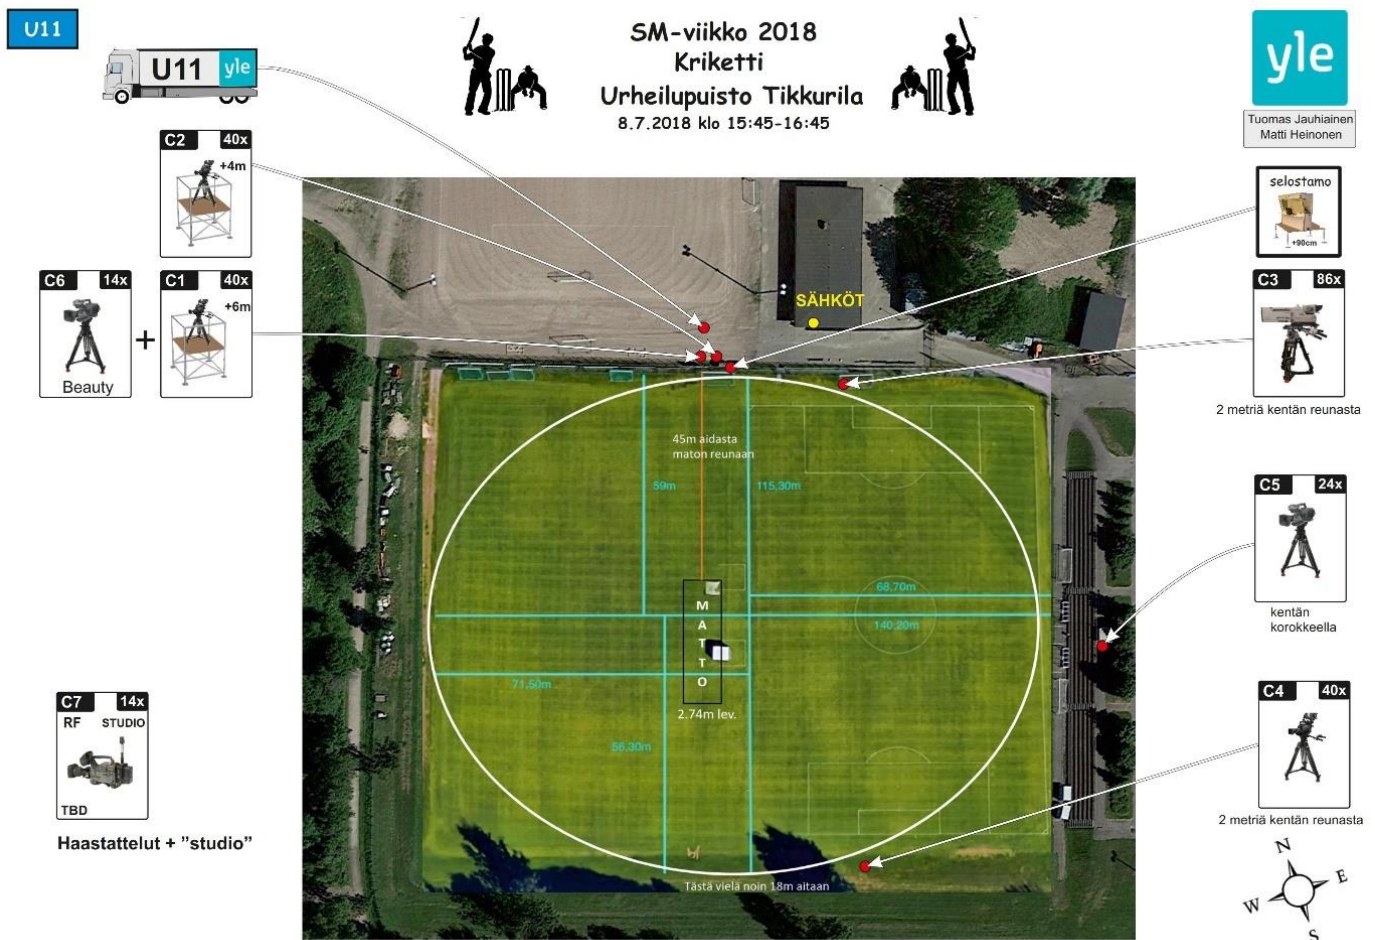 U11
SM-viikko 2018
Kriketti
Urheilupuisto Tikkurila
8.7.2018 klo 15:45-16:45
yle
Tuomas Jauhiainen
Matti Heinonen
U11 yle
C2 40x
+4m
C6 14x
Beauty
+
C1 40x
+6m
selostamo
+90cm
C3 86x
2 metriä kentän reunasta
SÄHKÖT
45m aidasta
maton reunaan
59m
115,30m
68,70m
140,20m
MATTO
71,50m
2.74m lev.
56,30m
Tästä vielä noin 18m aitaan
C5 24x
kentän
korokkeella
C4 40x
2 metriä kentän reunasta
C7 14x
RF STUDIO
TBD
Haastattelut + ”studio”
N
E
W
S